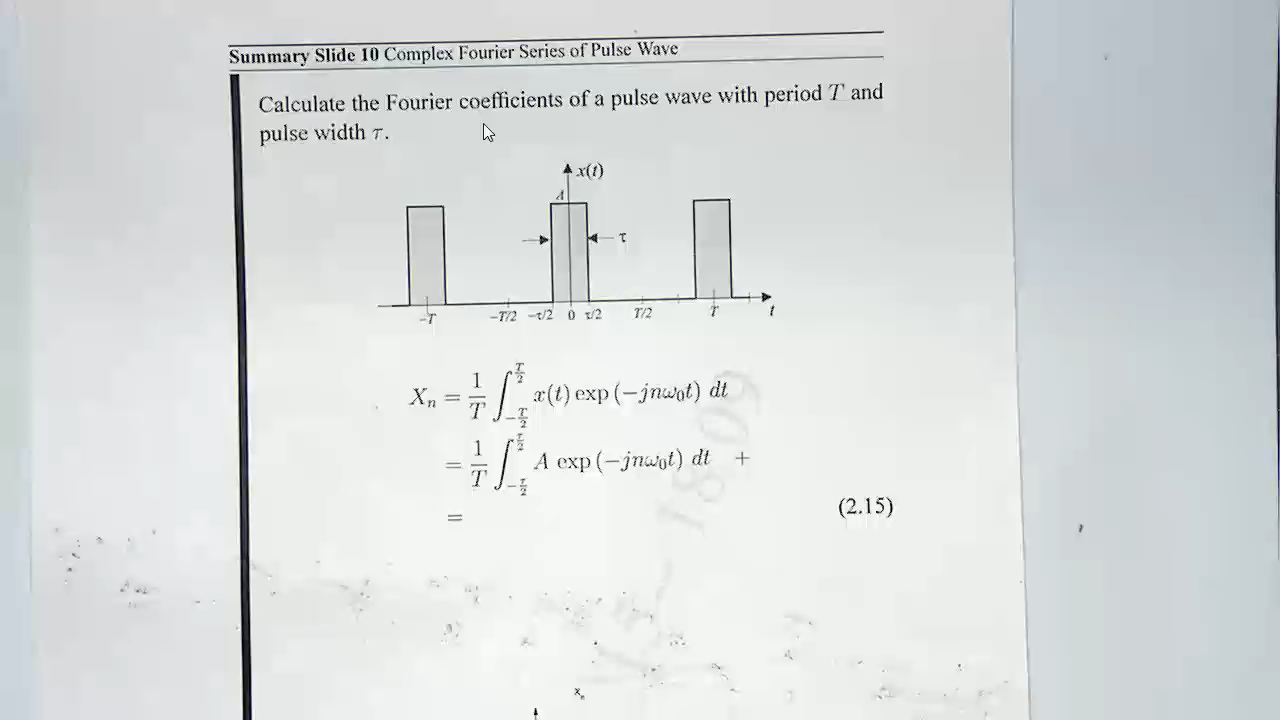 Summary Slide 10 Complex Fourier Series of Pulse Wave
Calculate the Fourier coefficients of a pulse wave with period T and
pulse width τ.
x(t)
A
τ
−T −T/2 −τ/2 0 τ/2 T/2 T t
Xₙ = 1/T ∫_{−T/2}^{T/2} x(t) exp (−jnω₀t) dt
= 1/T ∫_{−τ/2}^{τ/2} A exp (−jnω₀t) dt +
= (2.15)
Xₙ